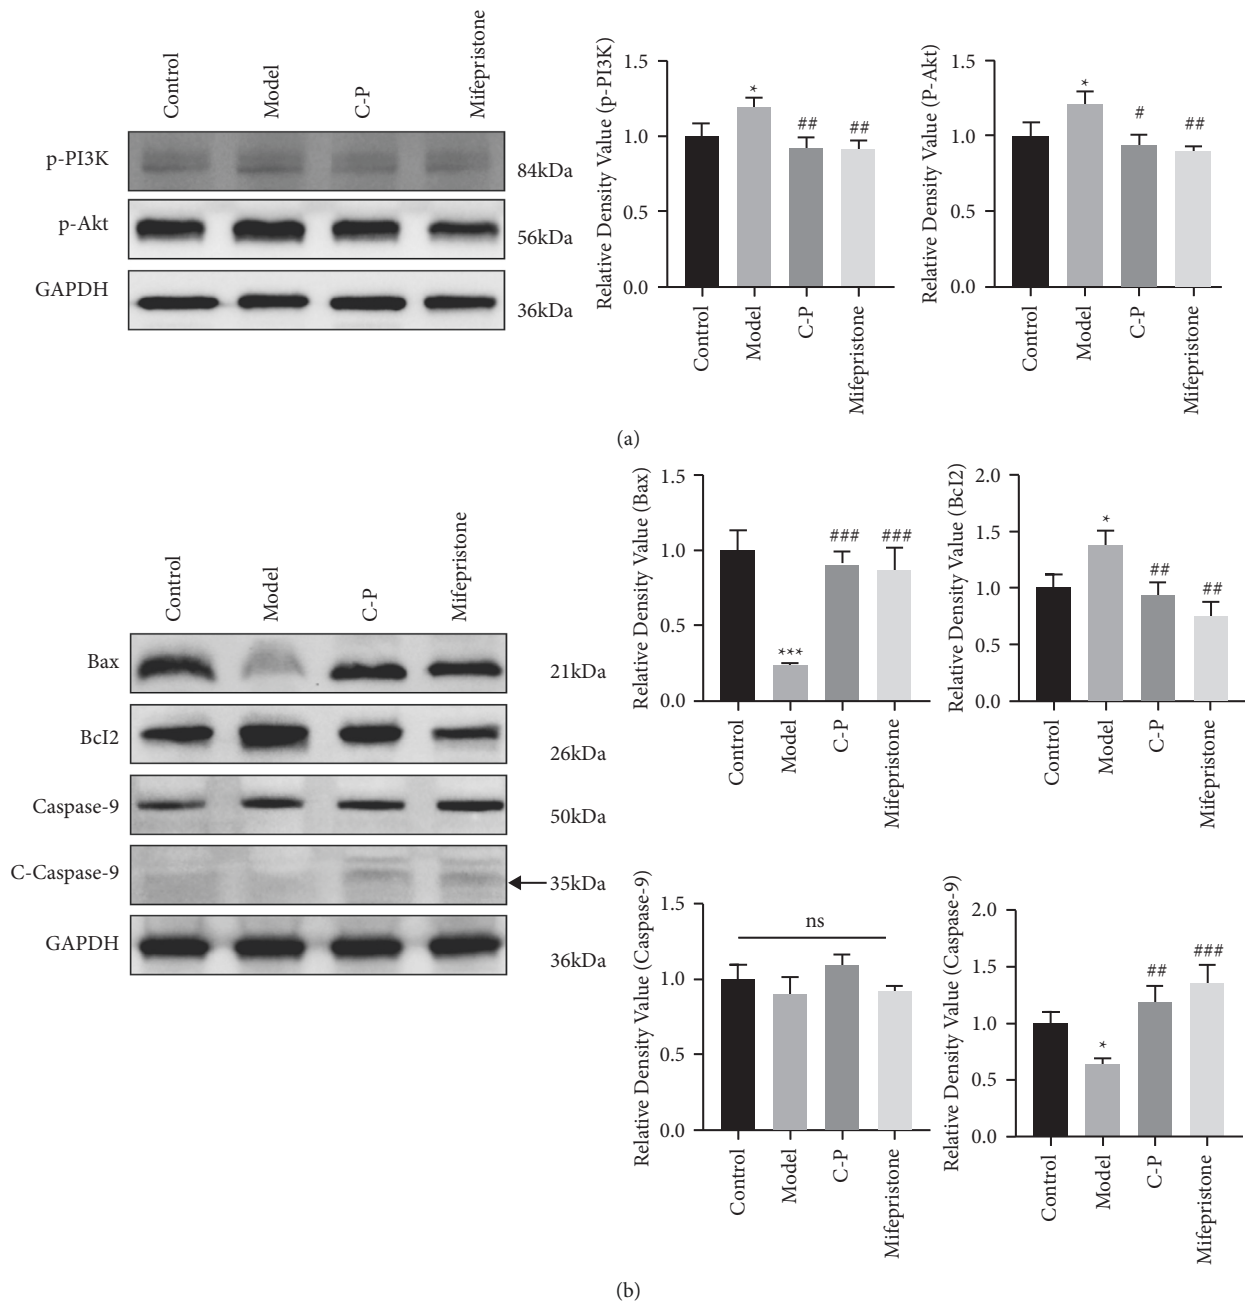 Control
Model
C-P
Mifepristone
p-PI3K
84kDa
p-Akt
56kDa
GAPDH
36kDa
Relative Density Value (p-PI3K)
1.5
1.0
0.5
0.0
*
##
##
Control
Model
C-P
Mifepristone
Relative Density Value (P-Akt)
1.5
1.0
0.5
0.0
*
#
##
Control
Model
C-P
Mifepristone
(a)
Control
Model
C-P
Mifepristone
Bax
21kDa
BcI2
26kDa
Caspase-9
50kDa
C-Caspase-9
35kDa
GAPDH
36kDa
Relative Density Value (Bax)
1.5
1.0
0.5
0.0
***
###
###
Control
Model
C-P
Mifepristone
Relative Density Value (BcI2)
2.0
1.5
1.0
0.5
0.0
*
##
##
Control
Model
C-P
Mifepristone
Relative Density Value (Caspase-9)
1.5
1.0
0.5
0.0
ns
Control
Model
C-P
Mifepristone
Relative Density Value (Caspase-9)
2.0
1.5
1.0
0.5
0.0
*
##
###
Control
Model
C-P
Mifepristone
(b)